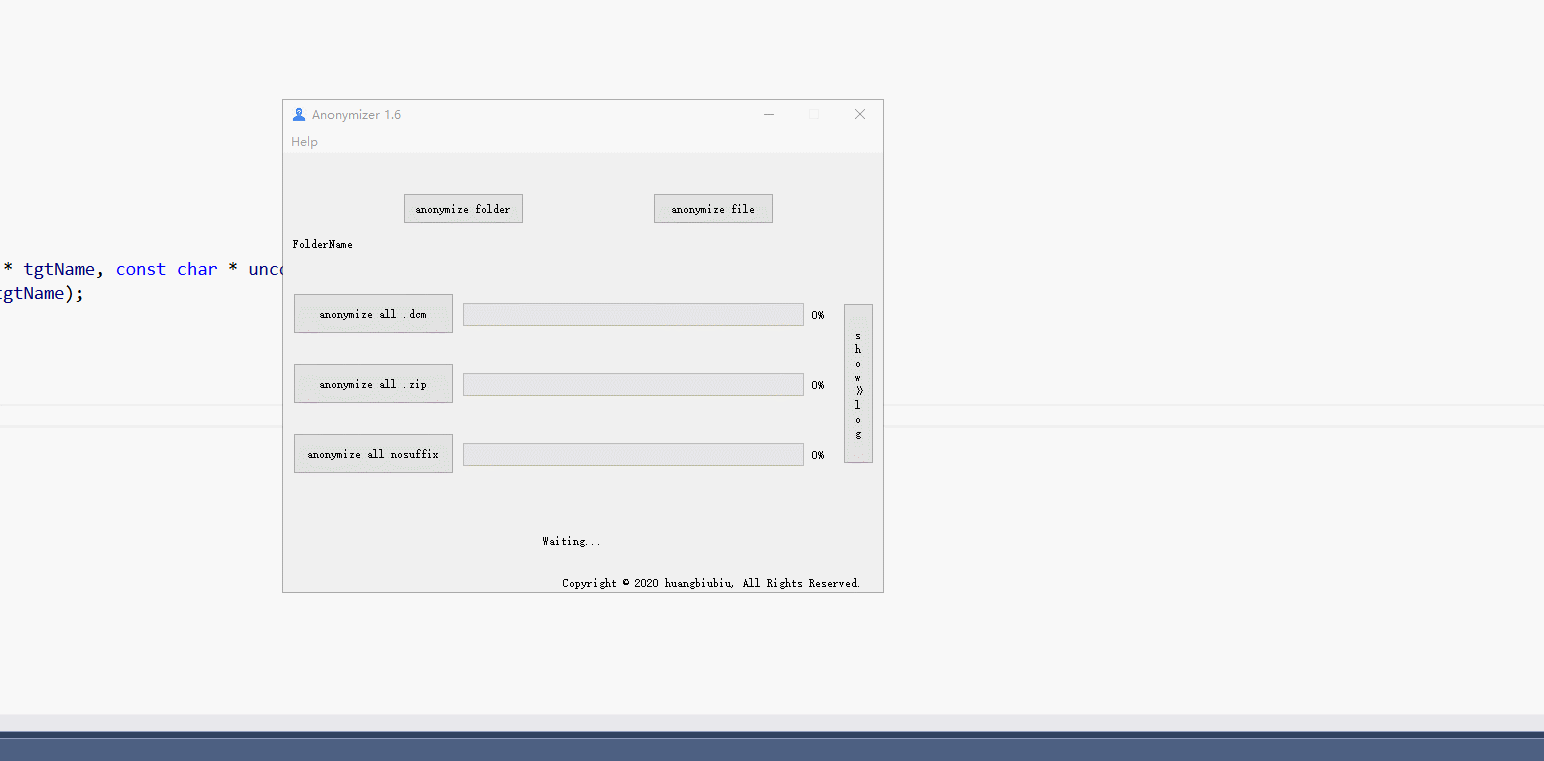 Anonymizer 1.6
Help
anonymize folder
anonymize file
FolderName
* tgtName, const char *
tgtName);
anonymize all .dcm
0%
anonymize all .zip
0%
anonymize all nosuffix
0%
show»log
Waiting...
Copyright © 2020 huangbiubiu, All Rights Reserved.